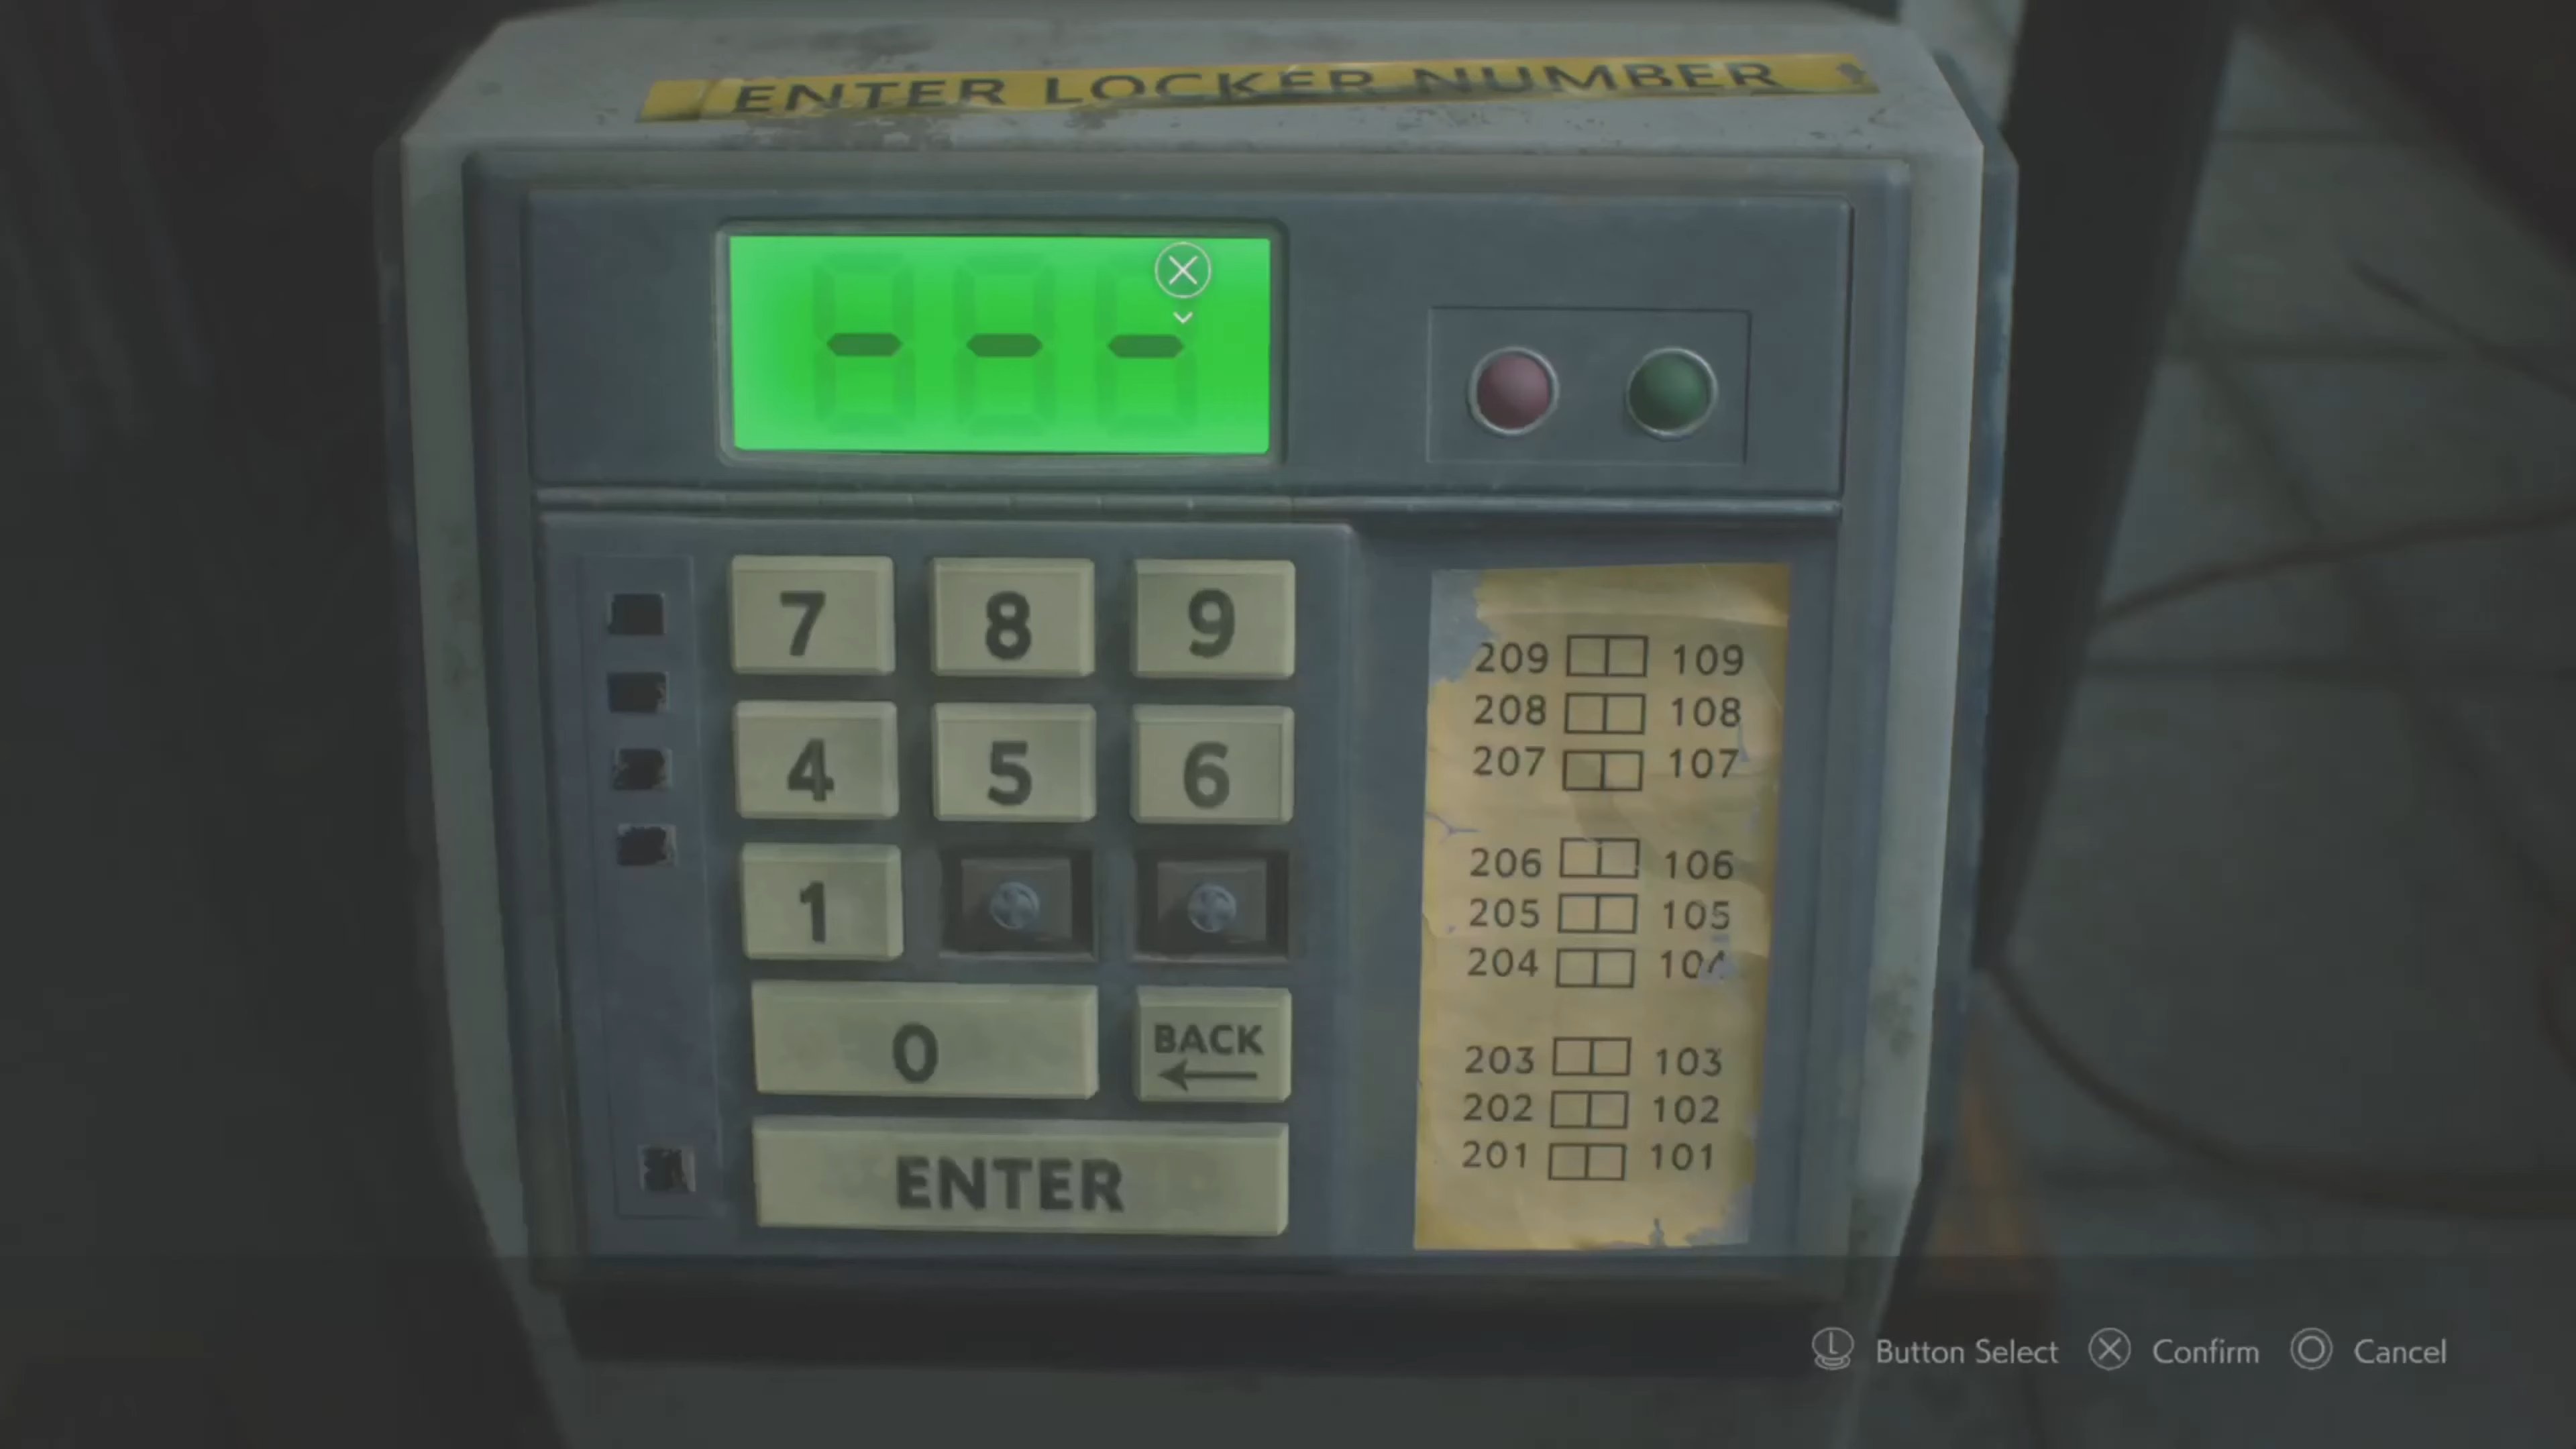 ENTER LOCKER NUMBER
7 8 9
4 5 6
1
0 BACK
ENTER
209 109
208 108
207 107
206 106
205 105
204 104
203 103
202 102
201 101
L Button Select Confirm Cancel